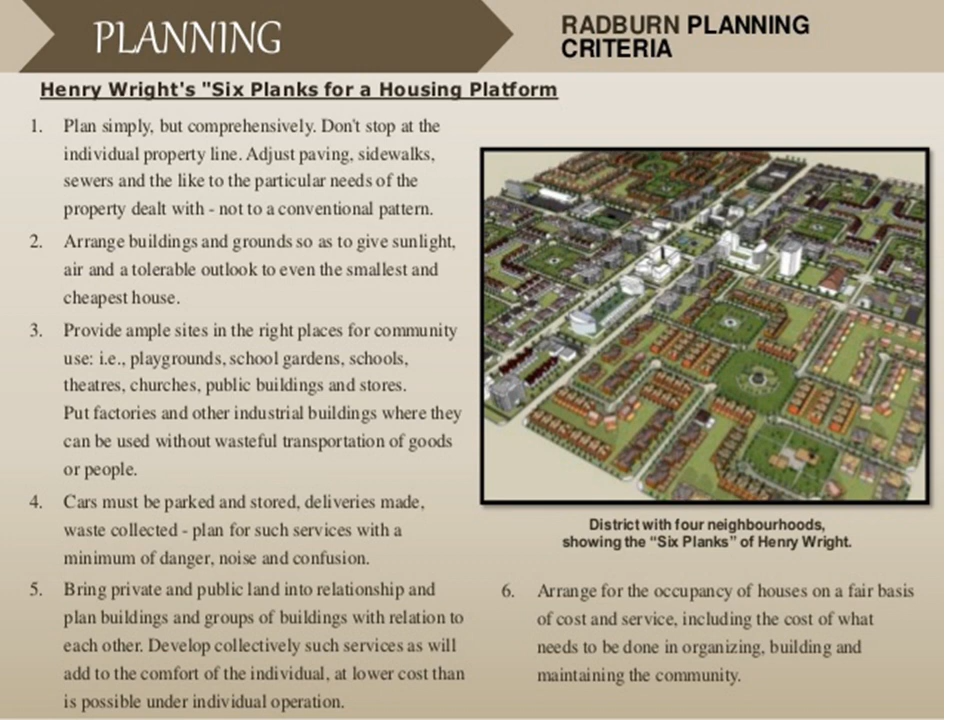 PLANNING
RADBURN PLANNING
CRITERIA
Henry Wright's "Six Planks for a Housing Platform
1. Plan simply, but comprehensively. Don't stop at the
individual property line. Adjust paving, sidewalks,
sewers and the like to the particular needs of the
property dealt with - not to a conventional pattern.
2. Arrange buildings and grounds so as to give sunlight,
air and a tolerable outlook to even the smallest and
cheapest house.
3. Provide ample sites in the right places for community
use: i.e., playgrounds, school gardens, schools,
theatres, churches, public buildings and stores.
Put factories and other industrial buildings where they
can be used without wasteful transportation of goods
or people.
4. Cars must be parked and stored, deliveries made,
waste collected - plan for such services with a
minimum of danger, noise and confusion.
5. Bring private and public land into relationship and
plan buildings and groups of buildings with relation to
each other. Develop collectively such services as will
add to the comfort of the individual, at lower cost than
is possible under individual operation.
District with four neighbourhoods,
showing the “Six Planks” of Henry Wright.
6. Arrange for the occupancy of houses on a fair basis
of cost and service, including the cost of what
needs to be done in organizing, building and
maintaining the community.